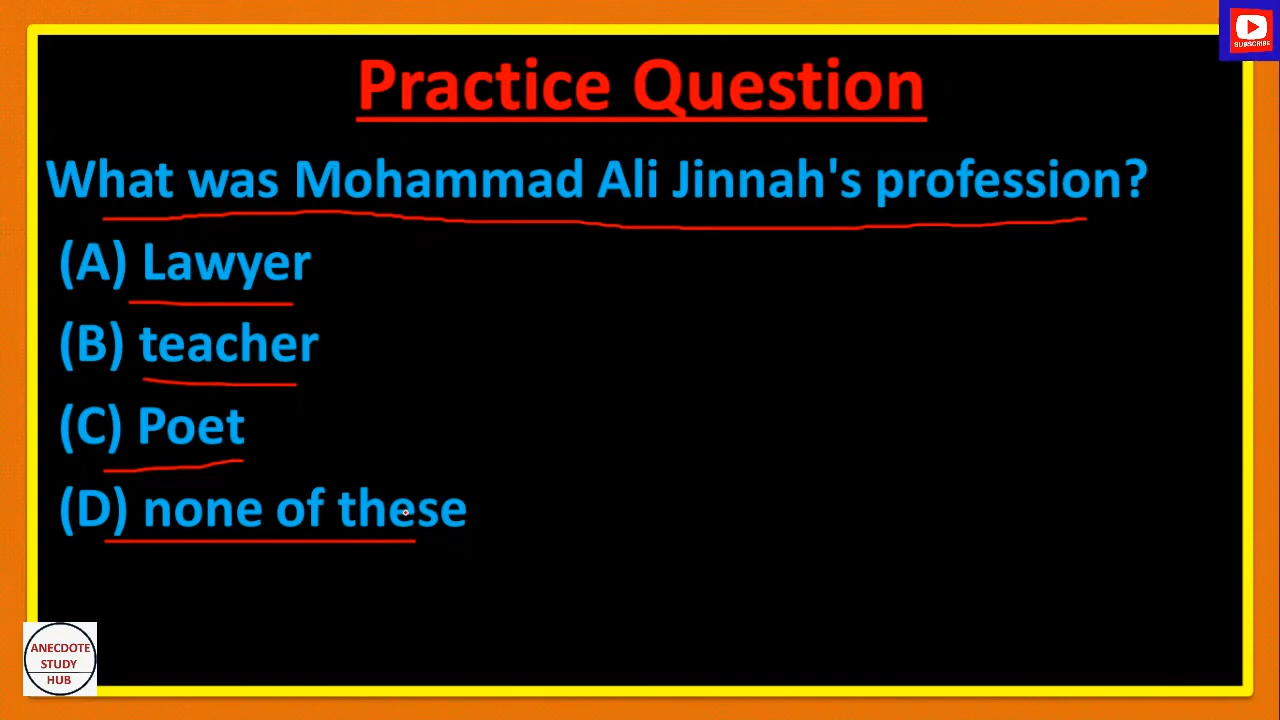 SUBSCRIBE
Practice Question
What was Mohammad Ali Jinnah's profession?
(A) Lawyer
(B) teacher
(C) Poet
(D) none of these
ANECDOTE
STUDY
HUB